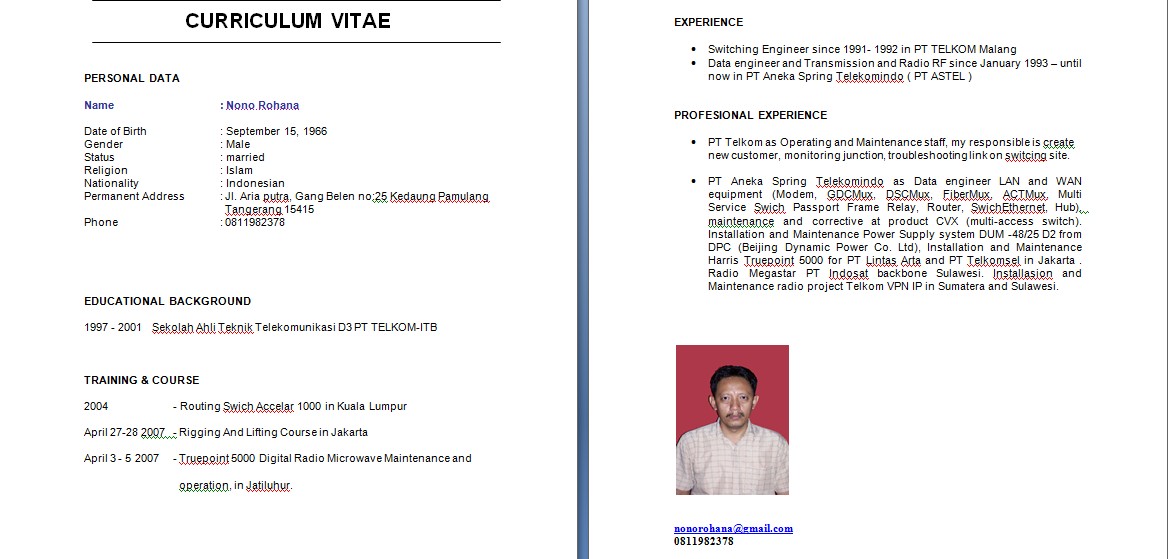 CURRICULUM VITAE
PERSONAL DATA
Name : Nono Rohana
Date of Birth : September 15, 1966
Gender : Male
Status : married
Religion : Islam
Nationality : Indonesian
Permanent Address : Jl. Aria putra, Gang Belen no:25 Kedaung Pamulang
Tangerang 15415
Phone : 0811982378
EDUCATIONAL BACKGROUND
1997 - 2001 Sekolah Ahli Teknik Telekomunikasi D3 PT TELKOM-ITB
TRAINING & COURSE
2004 - Routing Swich Accelar 1000 in Kuala Lumpur
April 27-28 2007 - Rigging And Lifting Course in Jakarta
April 3 - 5 2007 - Truepoint 5000 Digital Radio Microwave Maintenance and
operation, in Jatiluhur.
EXPERIENCE
• Switching Engineer since 1991- 1992 in PT TELKOM Malang
• Data engineer and Transmission and Radio RF since January 1993 – until
now in PT Aneka Spring Telekomindo ( PT ASTEL )
PROFESIONAL EXPERIENCE
• PT Telkom as Operating and Maintenance staff, my responsible is create
new customer, monitoring junction, troubleshooting link on switcing site.
• PT Aneka Spring Telekomindo as Data engineer LAN and WAN
equipment (Modem, GDCMux, DSCMux, FiberMux, ACTMux, Multi
Service Swich Passport Frame Relay, Router, SwichEthernet, Hub),
maintenance and corrective at product CVX (multi-access switch).
Installation and Maintenance Power Supply system DUM -48/25 D2 from
DPC (Beijing Dynamic Power Co. Ltd), Installation and Maintenance
Harris Truepoint 5000 for PT Lintas Arta and PT Telkomsel in Jakarta .
Radio Megastar PT Indosat backbone Sulawesi. Installasion and
Maintenance radio project Telkom VPN IP in Sumatera and Sulawesi.
nonorohana@gmail.com
0811982378